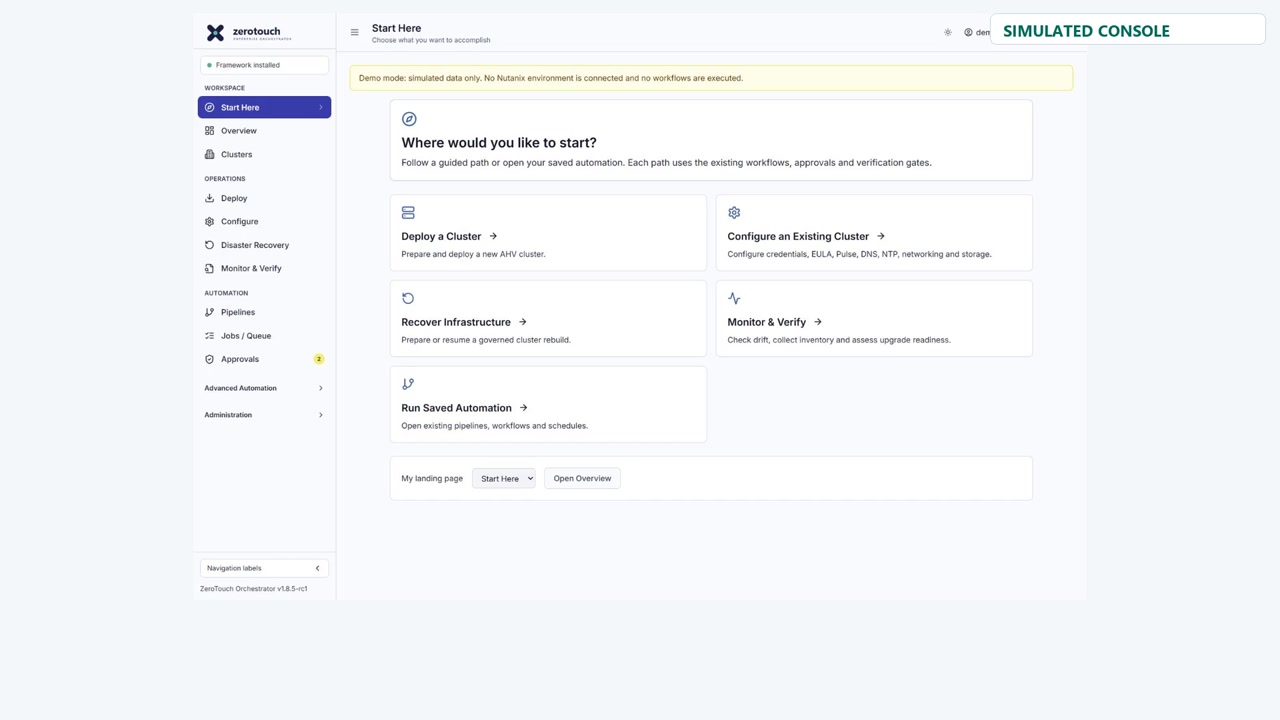 zerotouch
ENTERPRISE ORCHESTRATOR
Framework installed
WORKSPACE
Start Here
Overview
Clusters
OPERATIONS
Deploy
Configure
Disaster Recovery
Monitor & Verify
AUTOMATION
Pipelines
Jobs / Queue
Approvals
2
Advanced Automation
Administration
Navigation labels
ZeroTouch Orchestrator v1.8.5-rc1
Start Here
Choose what you want to accomplish
SIMULATED CONSOLE
Demo mode: simulated data only. No Nutanix environment is connected and no workflows are executed.
Where would you like to start?
Follow a guided path or open your saved automation. Each path uses the existing workflows, approvals and verification gates.
Deploy a Cluster →
Prepare and deploy a new AHV cluster.
Configure an Existing Cluster →
Configure credentials, EULA, Pulse, DNS, NTP, networking and storage.
Recover Infrastructure →
Prepare or resume a governed cluster rebuild.
Monitor & Verify →
Check drift, collect inventory and assess upgrade readiness.
Run Saved Automation →
Open existing pipelines, workflows and schedules.
My landing page Start Here Open Overview